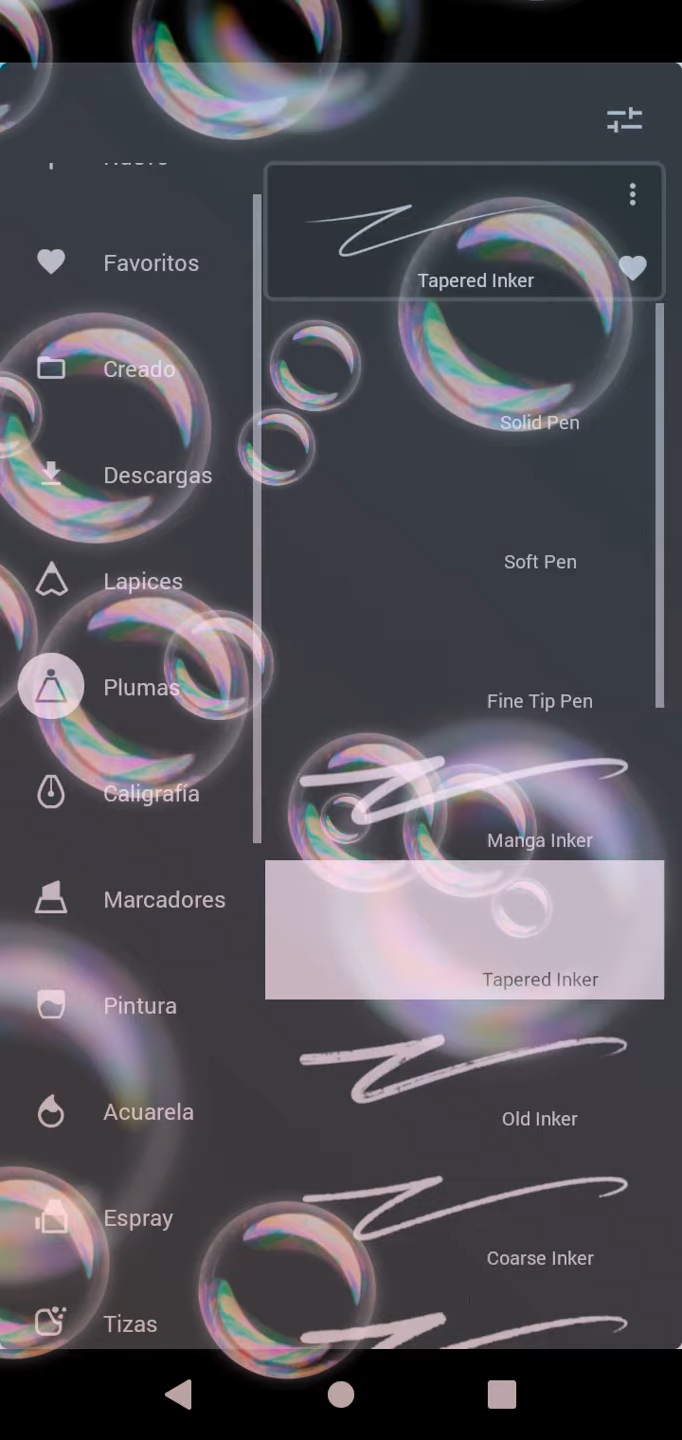 Favoritos
Creado
Descargas
Lapices
Plumas
Caligrafía
Marcadores
Pintura
Acuarela
Espray
Tizas
Tapered Inker
Solid Pen
Soft Pen
Fine Tip Pen
Manga Inker
Tapered Inker
Old Inker
Coarse Inker